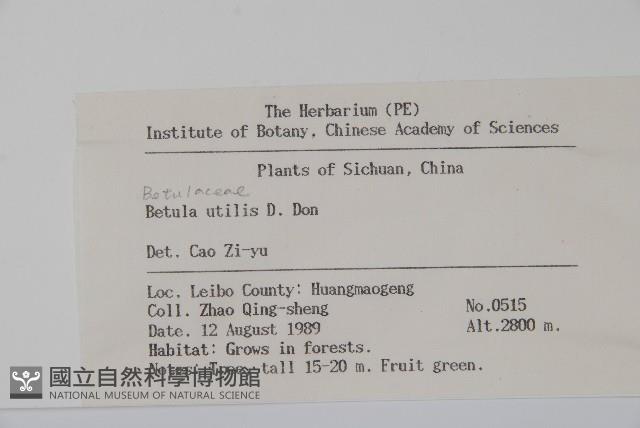 The Herbarium (PE)
Institute of Botany, Chinese Academy of Sciences
Plants of Sichuan, China
Betulaceae
Betula utilis D. Don
Det. Cao Zi-yu
Loc. Leibo County: Huangmaogeng
Coll. Zhao Qing-sheng No.0515
Date. 12 August 1989 Alt.2800 m.
Habitat: Grows in forests.
Notes: Tree, tall 15-20 m. Fruit green.
國立自然科學博物館
NATIONAL MUSEUM OF NATURAL SCIENCE